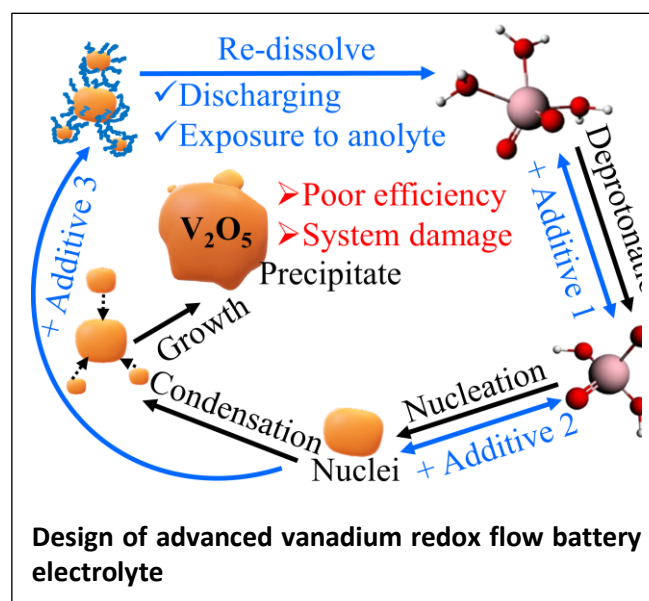 Re-dissolve
✓Discharging
✓Exposure to anolyte
➤Poor efficiency
➤System damage
V₂O₅
Precipitate
+ Additive 3
+ Additive 1
Growth
Condensation
Nucleation
+ Additive 2
Nuclei
Design of advanced vanadium redox flow battery
electrolyte